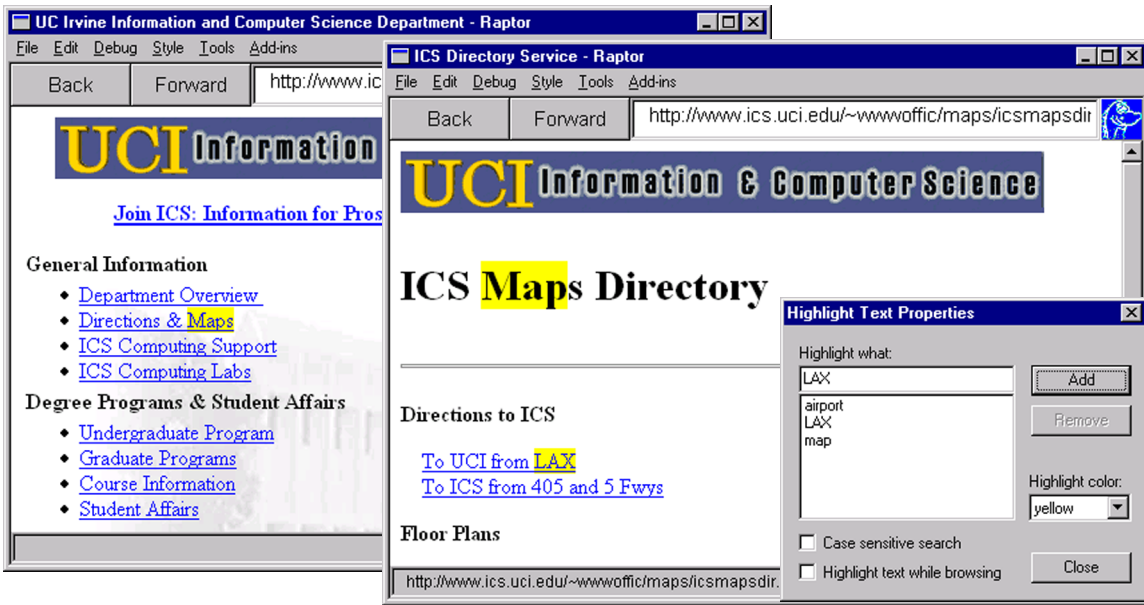 UC Irvine Information and Computer Science Department - Raptor
File Edit Debug Style Tools Add-ins
Back Forward http://www.ic
UCI Information
Join ICS: Information for Pros
General Information
Department Overview
Directions & Maps
ICS Computing Support
ICS Computing Labs
Degree Programs & Student Affairs
Undergraduate Program
Graduate Programs
Course Information
Student Affairs
ICS Directory Service - Raptor
File Edit Debug Style Tools Add-ins
Back Forward http://www.ics.uci.edu/~wwwoffic/maps/icsmapsdir
UCI Information & Computer Science
ICS Maps Directory
Directions to ICS
To UCI from LAX
To ICS from 405 and 5 Fwys
Floor Plans
http://www.ics.uci.edu/~wwwoffic/maps/icsmapsdir.
Highlight Text Properties
Highlight what:
LAX
Add
airport
LAX
map
Remove
Highlight color:
yellow
Case sensitive search
Highlight text while browsing
Close